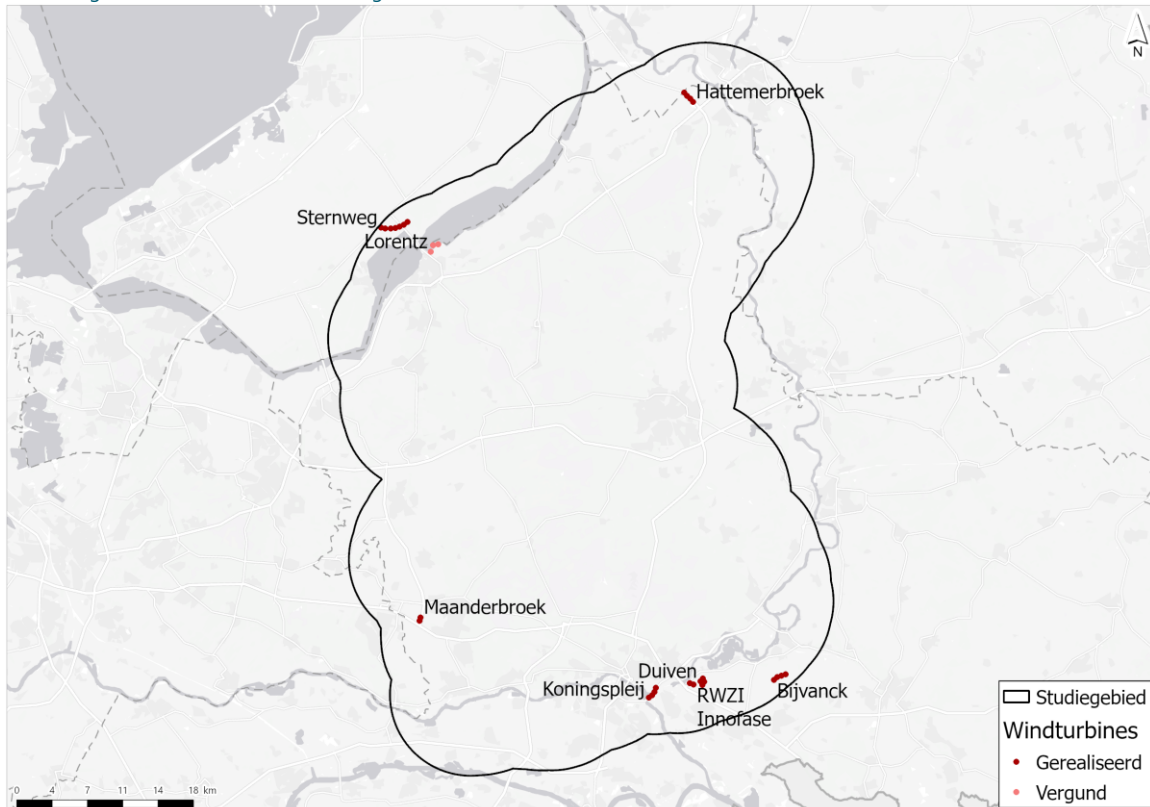 N
Hattemerbroek
Sternweg
Lorentz
Maanderbroek
Duiven
Koningspleij
RWZI
Innofase
Bijvanck
Studiegebied
Windturbines
Gerealiseerd
Vergund
0 4 7 11 14 18 km